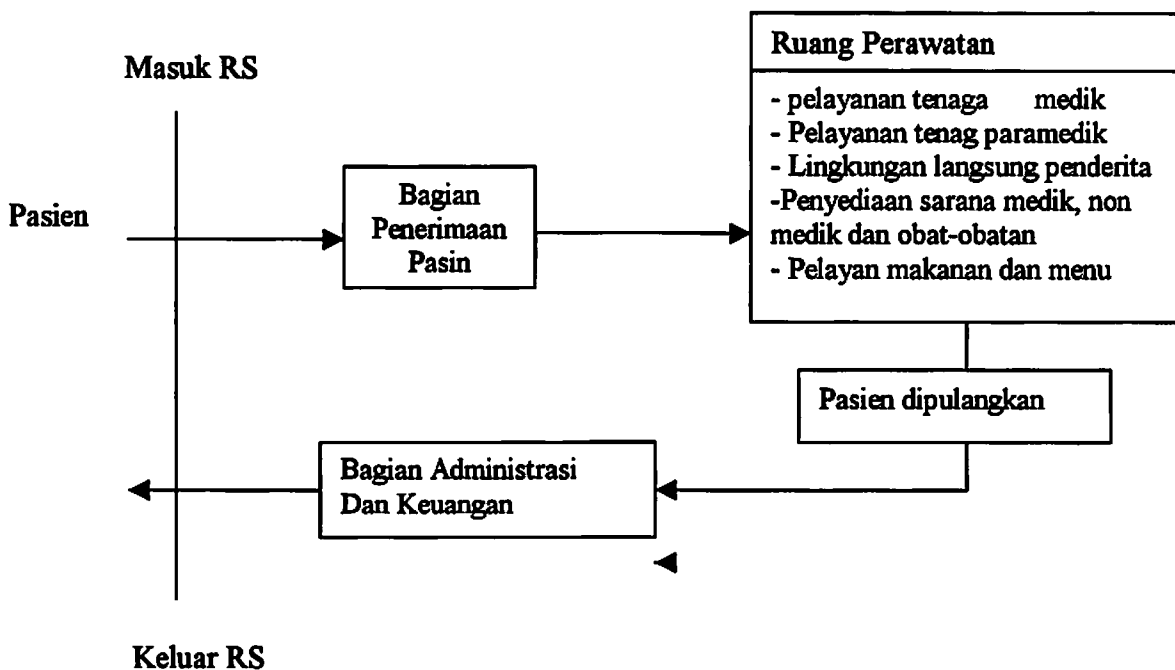 Masuk RS
Pasien
Bagian
Penerimaan
Pasin
Ruang Perawatan
- pelayanan tenaga medik
- Pelayanan tenag paramedik
- Lingkungan langsung penderita
-Penyediaan sarana medik, non
medik dan obat-obatan
- Pelayan makanan dan menu
Pasien dipulangkan
Bagian Administrasi
Dan Keuangan
Keluar RS